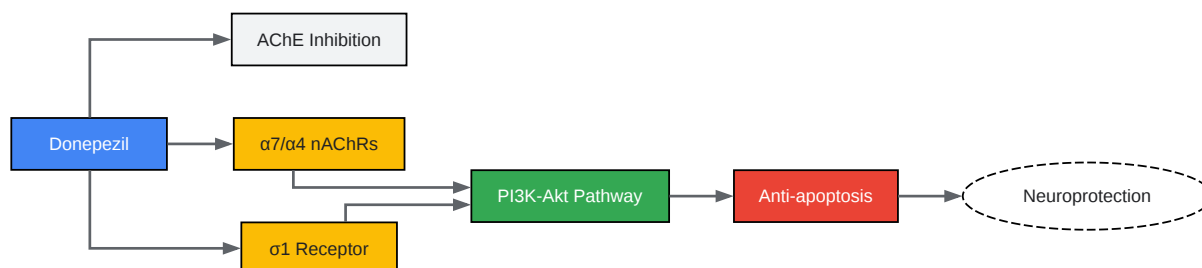 AChE Inhibition
Donepezil
α7/α4 nAChRs
PI3K-Akt Pathway
Anti-apoptosis
Neuroprotection
σ1 Receptor